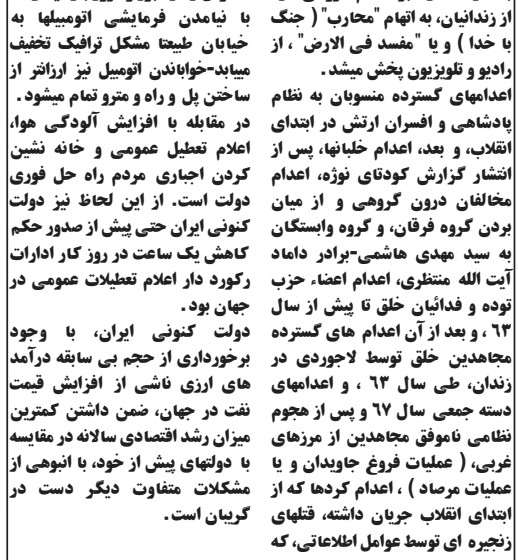 از زندانیان، به اتهام "محارب" ( جنگ
با خدا ) و یا "مفسد فی الارض" ، از
رادیو و تلویزیون پخش میشد .
اعدامهای گسترده منسوبان به نظام
پادشاهی و افسران ارتش در ابتدای
انقلاب، و بعد، اعدام خلبانها، پس از
انتشار گزارش کودتای نوژه، اعدام
مخالفان درون گروهی و از میان
بردن گروه فرقان، و گروه وابستگان
به سید مهدی هاشمی-برادر داماد
آیت الله منتظری، اعدام اعضاء حزب
توده و فدائیان خلق تا پیش از سال
٦٣ ، و بعد از آن اعدام های گسترده
مجاهدین خلق توسط لاجوردی در
زندان، طی سال ٦٣ ، و اعدامهای
دسته جمعی سال ٦٧ و پس از هجوم
نظامی ناموفق مجاهدین از مرزهای
غربی، ( عملیات فروغ جاویدان و یا
عملیات مرصاد ) ، اعدام کردها که از
ابتدای انقلاب جریان داشته، قتلهای
زنجیره ای توسط عوامل اطلاعاتی، که
با نیامدن فرمایشی اتومبیلها به
خیابان طبیعتا مشکل ترافیک تخفیف
میبابد-خواباندن اتومبیل نیز ارزانتر از
ساختن پل و راه و مترو تمام میشود .
در مقابله با افزایش آلودگی هوا،
اعلام تعطیل عمومی و خانه نشین
کردن اجباری مردم راه حل فوری
دولت است. از این لحاظ نیز دولت
کنونی ایران حتی پیش از صدور حکم
کاهش یک ساعت در روز کار ادارات
رکورد دار اعلام تعطیلات عمومی در
جهان بود .
دولت کنونی ایران، با وجود
برخورداری از حجم بی سابقه درآمد
های ارزی ناشی از افزایش قیمت
نفت در جهان، ضمن داشتن کمترین
میزان رشد اقتصادی سالانه در مقایسه
با دولتهای پیش از خود، با انبوهی از
مشکلات متفاوت دیگر دست در
گریبان است .